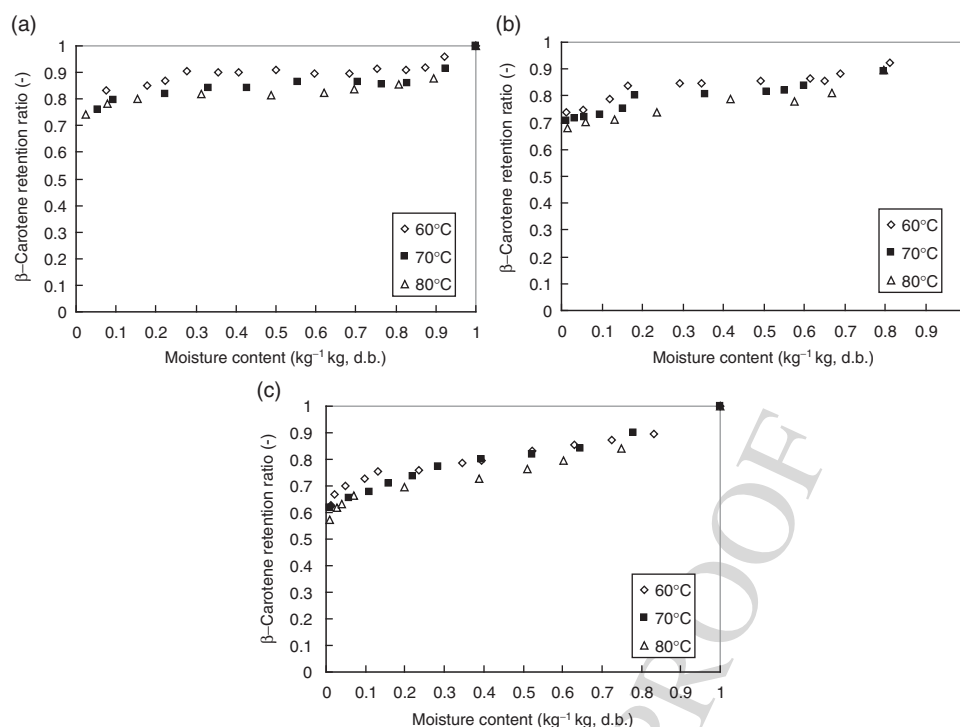 (a)
β–Carotene retention ratio (-)
1
0.9
0.8
0.7
0.6
0.5
0.4
0.3
0.2
0.1
0
60°C
70°C
80°C
0 0.1 0.2 0.3 0.4 0.5 0.6 0.7 0.8 0.9 1
Moisture content (kg⁻¹ kg, d.b.)
(b)
β–Carotene retention ratio (-)
1
0.9
0.8
0.7
0.6
0.5
0.4
0.3
0.2
0.1
0
60°C
70°C
80°C
0 0.1 0.2 0.3 0.4 0.5 0.6 0.7 0.8 0.9
Moisture content (kg⁻¹ kg, d.b.)
(c)
β–Carotene retention ratio (-)
1
0.9
0.8
0.7
0.6
0.5
0.4
0.3
0.2
0.1
0
60°C
70°C
80°C
0 0.1 0.2 0.3 0.4 0.5 0.6 0.7 0.8 0.9 1
Moisture content (kg⁻¹ kg, d.b.)
PROOF